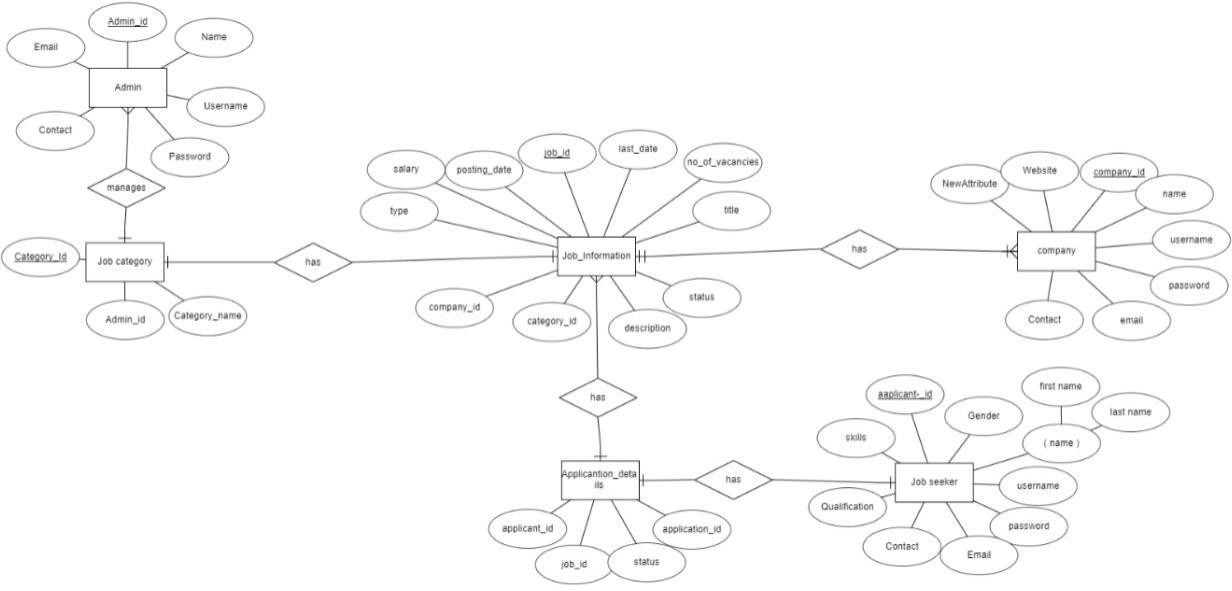 Admin_id
Email
Name
Admin
Username
Contact
Password
manages
Category_Id
Job category
has
Admin_id
Category_name
salary
posting_date
job_id
last_date
no_of_vacancies
type
title
Job_Information
company_id
category_id
description
status
has
NewAttribute
Website
company_id
name
company
username
password
Contact
email
has
Applicantion_deta
ils
has
applicant_id
job_id
status
application_id
aaplicant-_id
Gender
first name
last name
( name )
skills
Job seeker
username
Qualification
password
Contact
Email